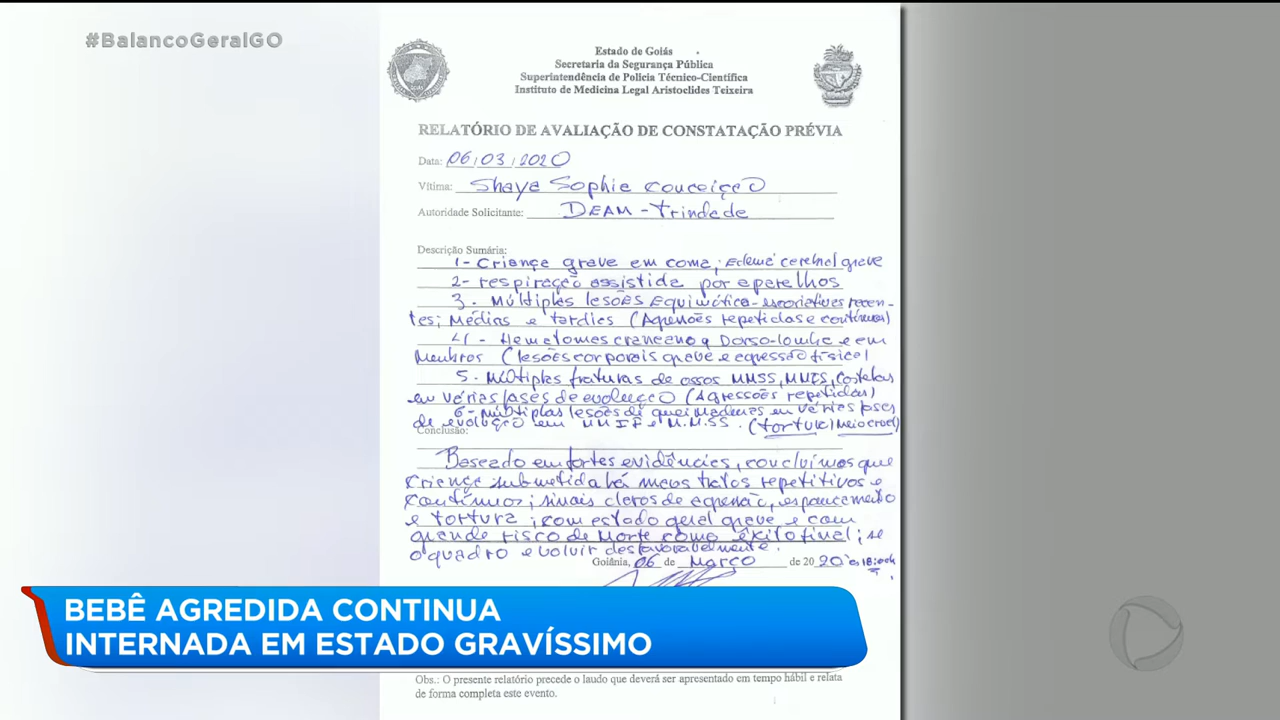 #BalancoGeralGO
Estado de Goiás
Secretaria da Segurança Pública
Superintendência de Polícia Técnico-Científica
Instituto de Medicina Legal Aristoclides Teixeira
RELATÓRIO DE AVALIAÇÃO DE CONSTATAÇÃO PRÉVIA
Data: 06/03/2020
Vítima: Shaya Sophie Conceição
Autoridade Solicitante: DEAM - Trindade
Descrição Sumária:
1- Criança grave em coma; Edema cerebral grave
2- respiração assistida por aparelhos
3. Múltiplas lesões Equimótica-escoriativas recen-
tes; Médias e tardias (Agressões repetidas e contínuas)
4- Hematomas craneano, Dorso-lombar e em
Membros (lesões corporais grave e agressão física)
5. Múltiplas fraturas de ossos MMSS, MMII, costelas
em várias fases de evolução (Agressões repetidas)
6- Múltiplas lesões de queimaduras em várias fases
de evolução em MMII e M.M.SS. (tortura) meio cruel)
Conclusão:
Baseado em fortes evidências, concluímos que
criança submetida há maus tratos repetitivos e
contínuos; sinais claros de agressão, espancamento
e tortura; com estado geral grave e com
grande risco de morte como êxito final; se
o quadro evoluir desfavoravelmente.
Goiânia, 06 de Março de 2020 às 18:00h
BEBÊ AGREDIDA CONTINUA
INTERNADA EM ESTADO GRAVÍSSIMO
Obs.: O presente relatório precede o laudo que deverá ser apresentado em tempo hábil e relata
de forma completa este evento.